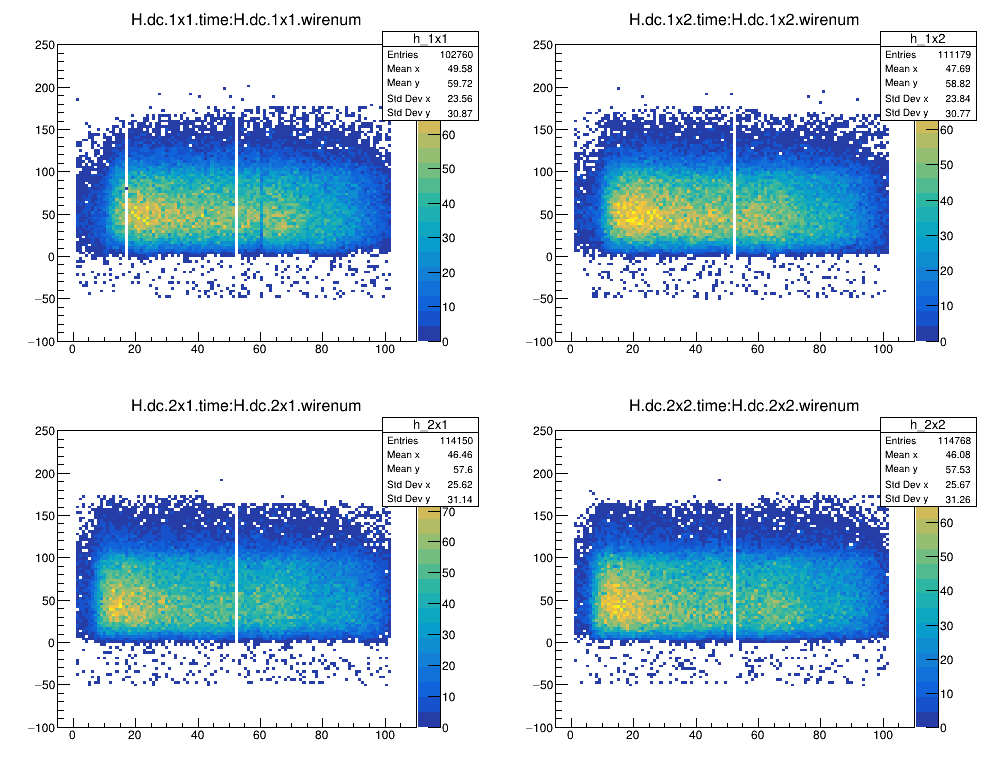 H.dc.1x1.time:H.dc.1x1.wirenum
h_1x1
Entries 102760
Mean x 49.58
Mean y 59.72
Std Dev x 23.56
Std Dev y 30.87
250
200
150
100
50
0
−50
−100
0 20 40 60 80 100
60
50
40
30
20
10
0
H.dc.1x2.time:H.dc.1x2.wirenum
h_1x2
Entries 111179
Mean x 47.69
Mean y 58.82
Std Dev x 23.84
Std Dev y 30.77
250
200
150
100
50
0
−50
−100
0 20 40 60 80 100
60
50
40
30
20
10
0
H.dc.2x1.time:H.dc.2x1.wirenum
h_2x1
Entries 114150
Mean x 46.46
Mean y 57.6
Std Dev x 25.62
Std Dev y 31.14
250
200
150
100
50
0
−50
−100
0 20 40 60 80 100
70
60
50
40
30
20
10
0
H.dc.2x2.time:H.dc.2x2.wirenum
h_2x2
Entries 114768
Mean x 46.08
Mean y 57.53
Std Dev x 25.67
Std Dev y 31.26
250
200
150
100
50
0
−50
−100
0 20 40 60 80 100
60
50
40
30
20
10
0